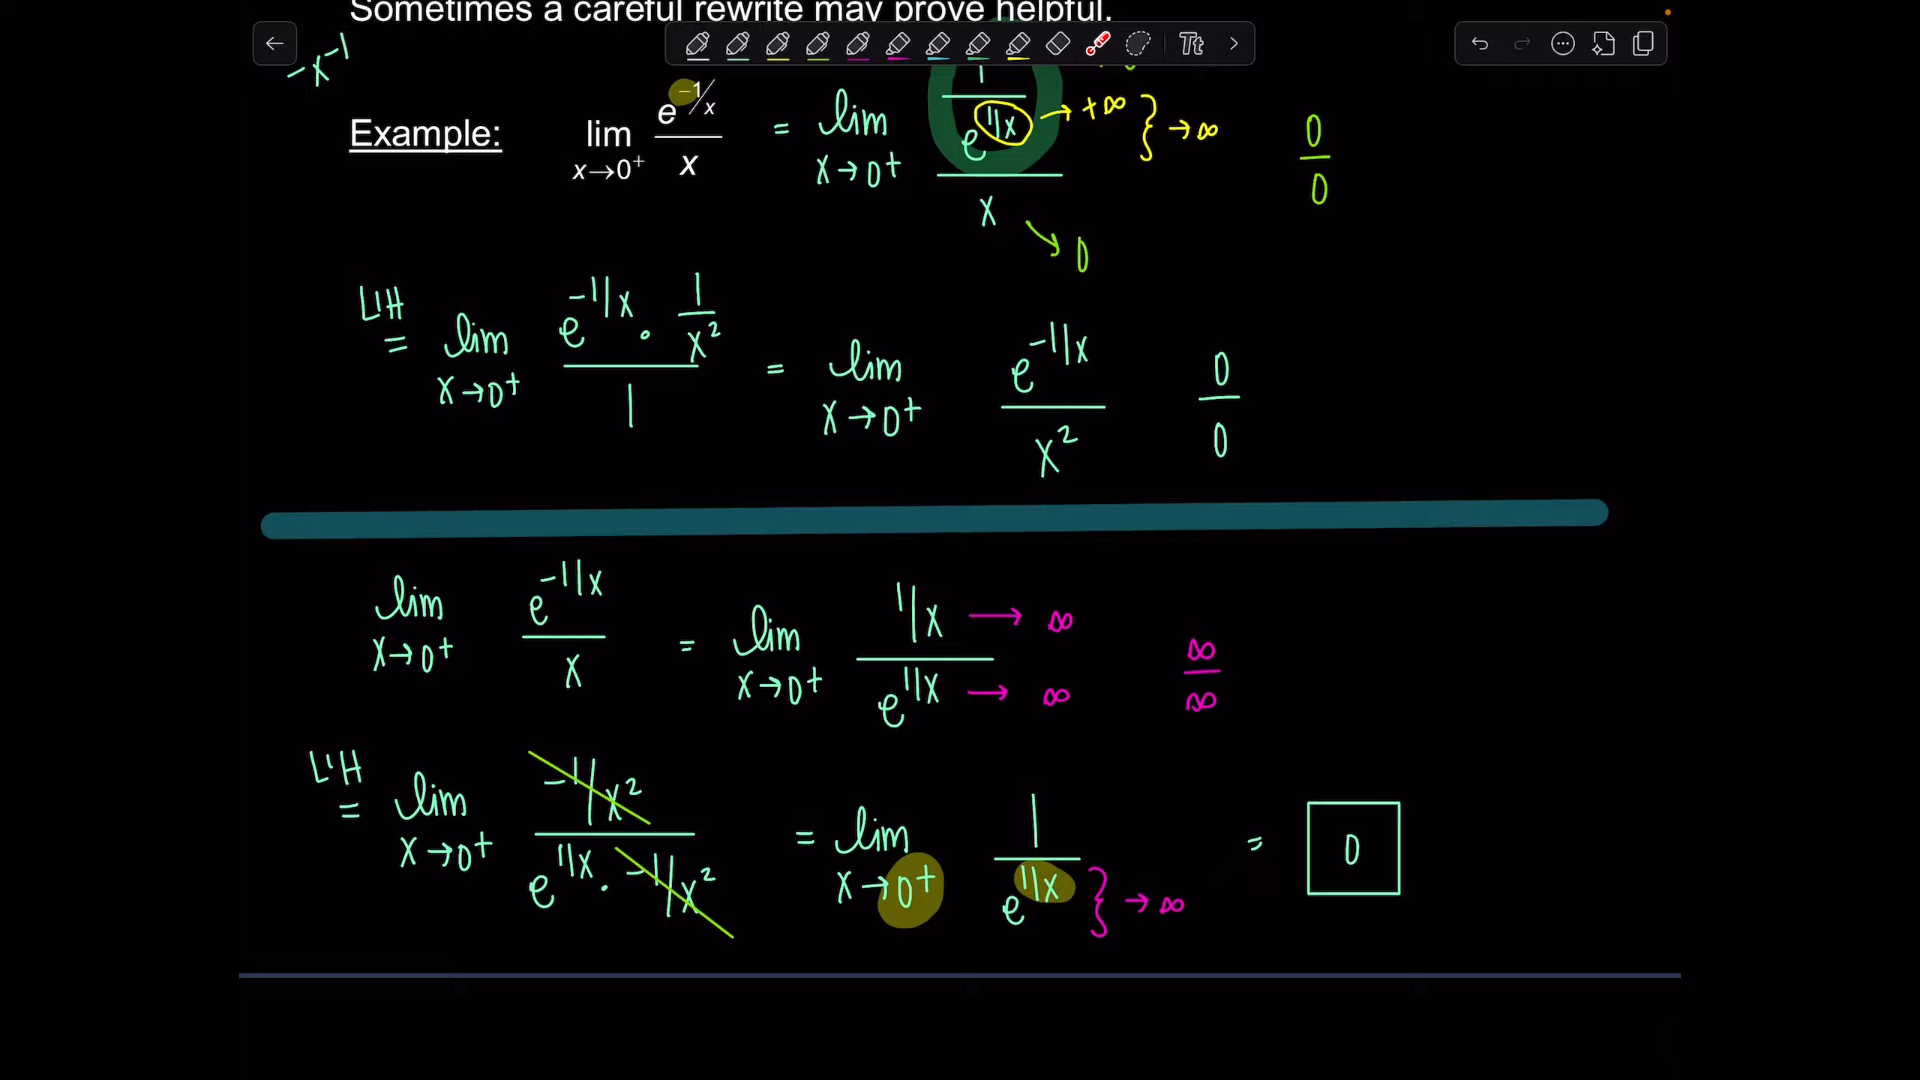 Sometimes a careful rewrite may prove helpful.
-x⁻¹
Tt
Example: lim x→0⁺ e^(-1/x) / x = lim x→0⁺ (1 / e^(1/x)) / x → +∞ } → ∞ 0/0
→ 0
L'H = lim x→0⁺ (e^(-1/x) · 1/x²) / 1 = lim x→0⁺ e^(-1/x) / x² 0/0
lim x→0⁺ e^(-1/x) / x = lim x→0⁺ (1/x → ∞) / (e^(1/x) → ∞) ∞/∞
L'H = lim x→0⁺ (-1/x²) / (e^(1/x) · -1/x²) = lim x→0⁺ 1 / e^(1/x) } → ∞ = 0